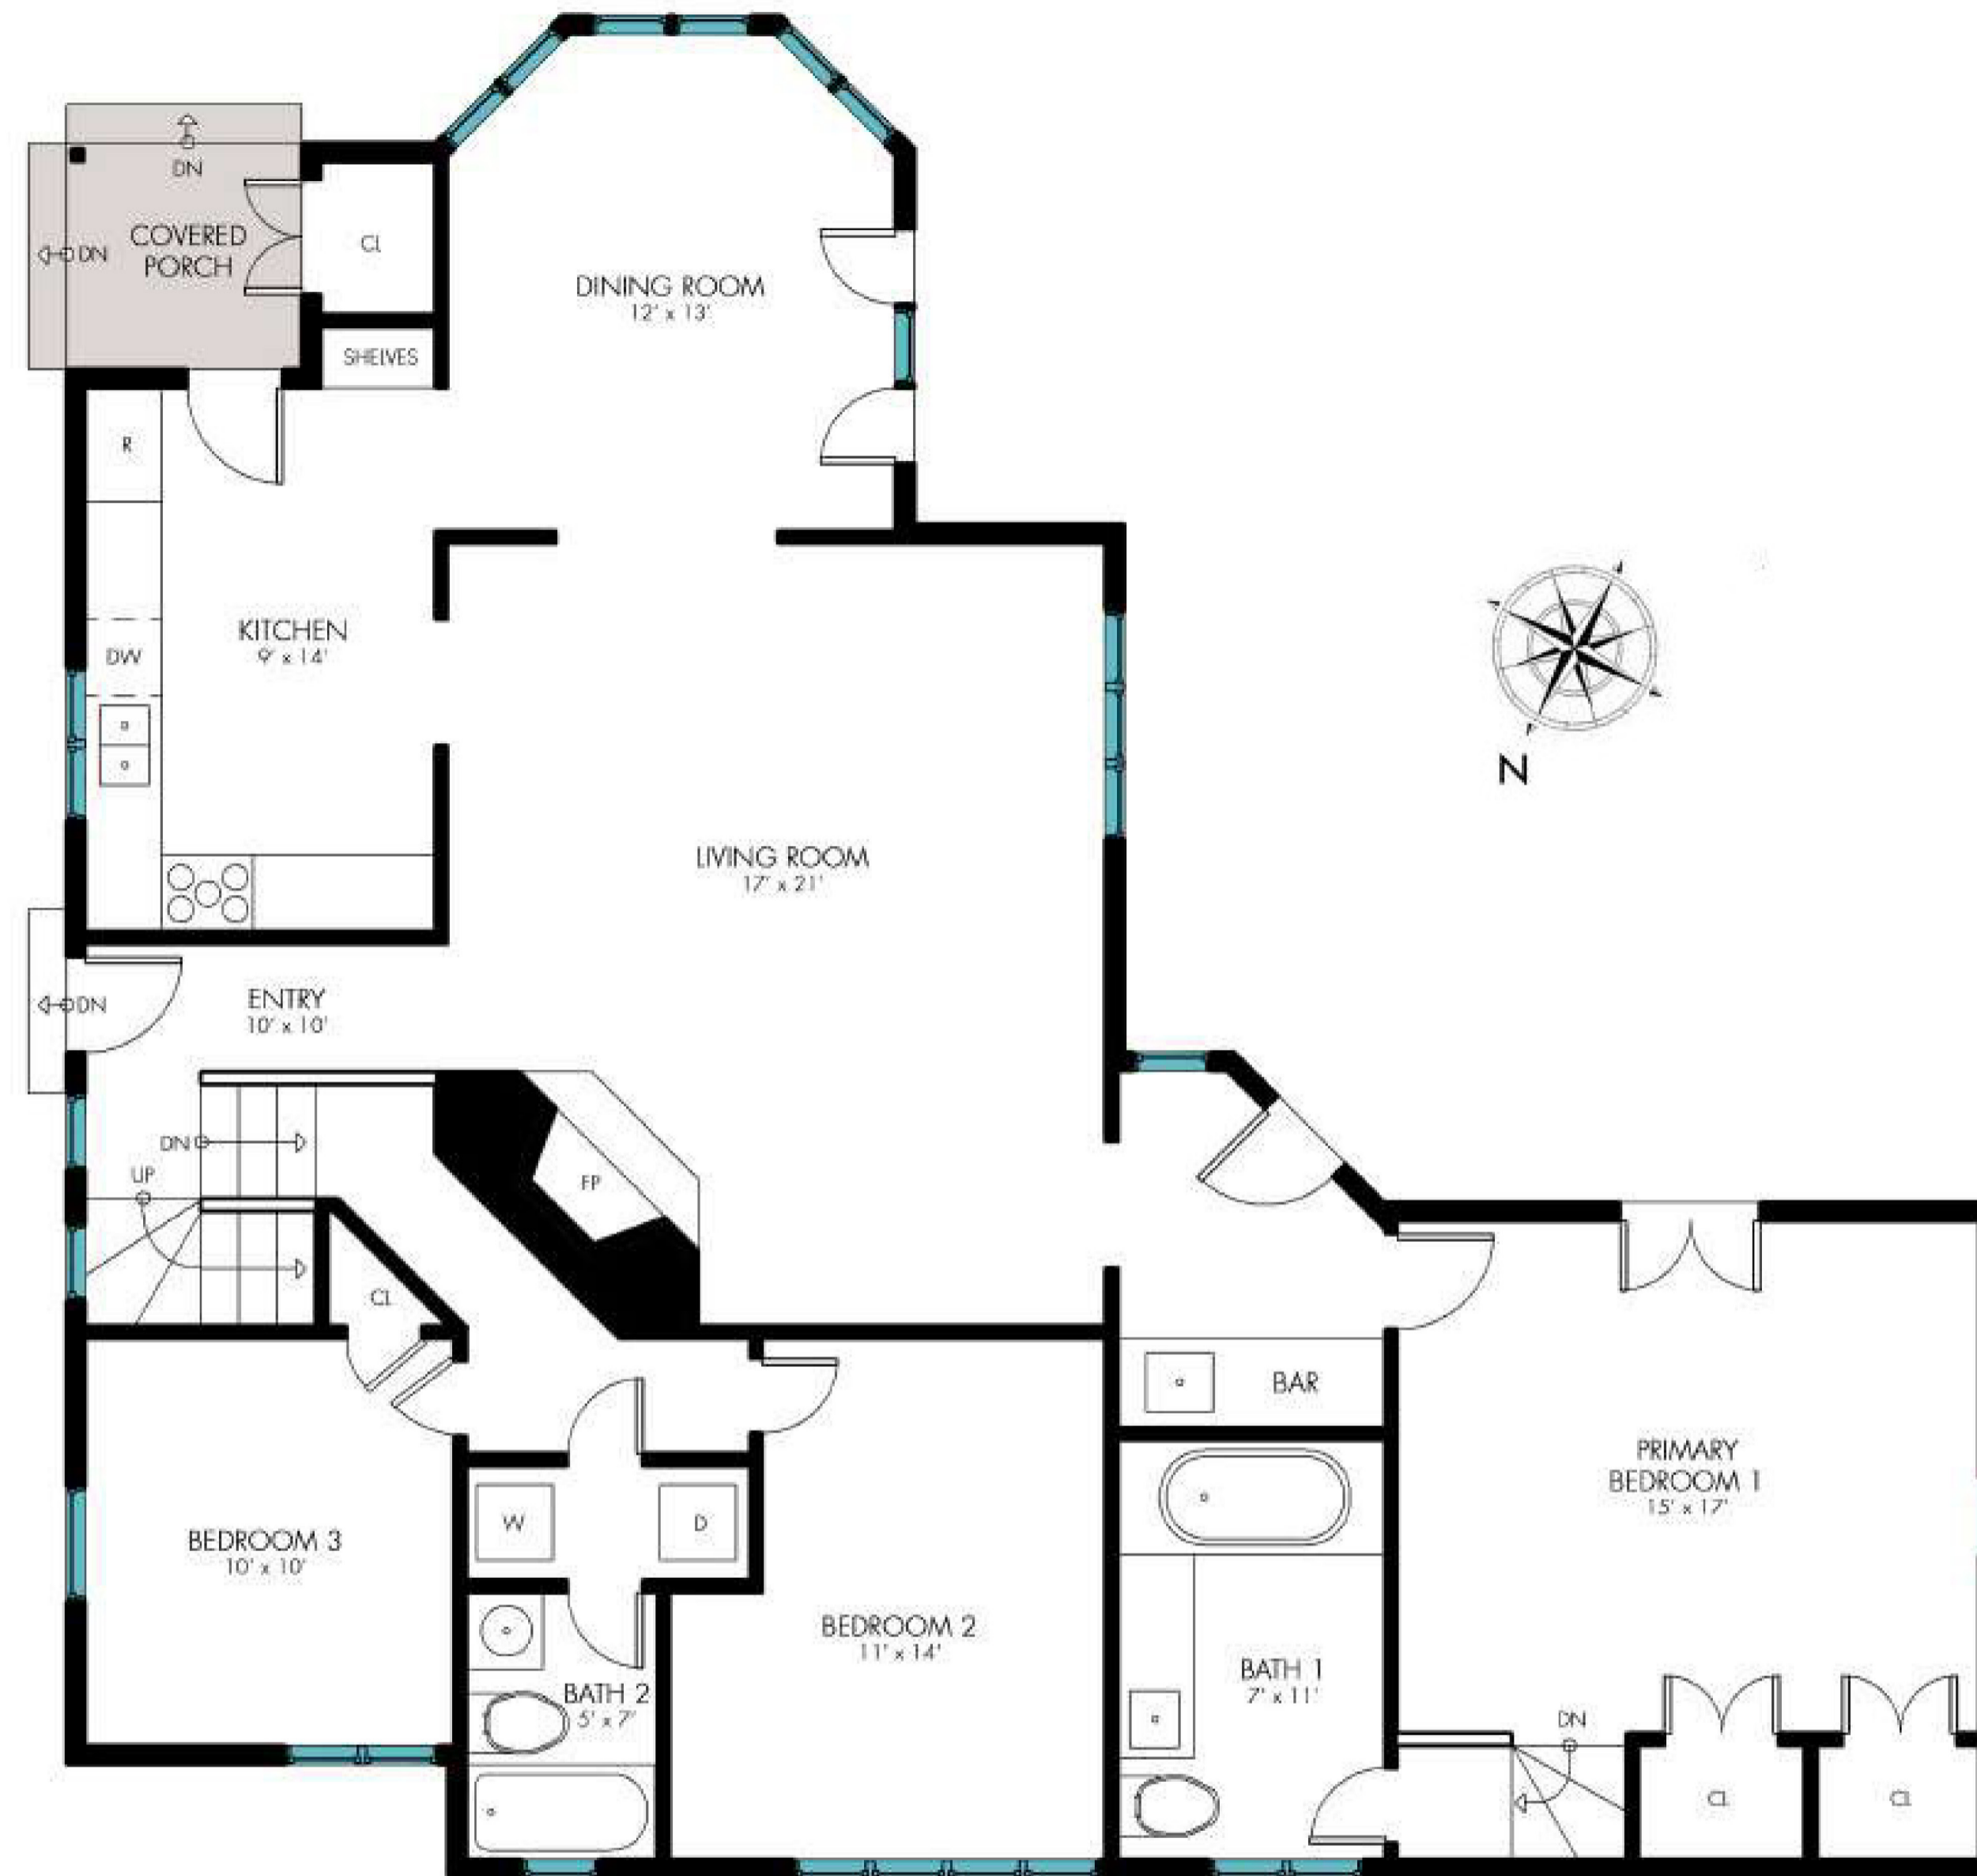 DN
COVERED
PORCH
DN
CL
DINING ROOM
12' x 13'
SHELVES
R
KITCHEN
9' x 14'
DW
N
LIVING ROOM
17' x 21'
ENTRY
10' x 10'
DN
DN
UP
FP
CL
BAR
PRIMARY
BEDROOM 1
15' x 17'
W
D
BEDROOM 3
10' x 10'
BEDROOM 2
11' x 14'
BATH 1
7' x 11'
BATH 2
5' x 7'
DN
CL
CL